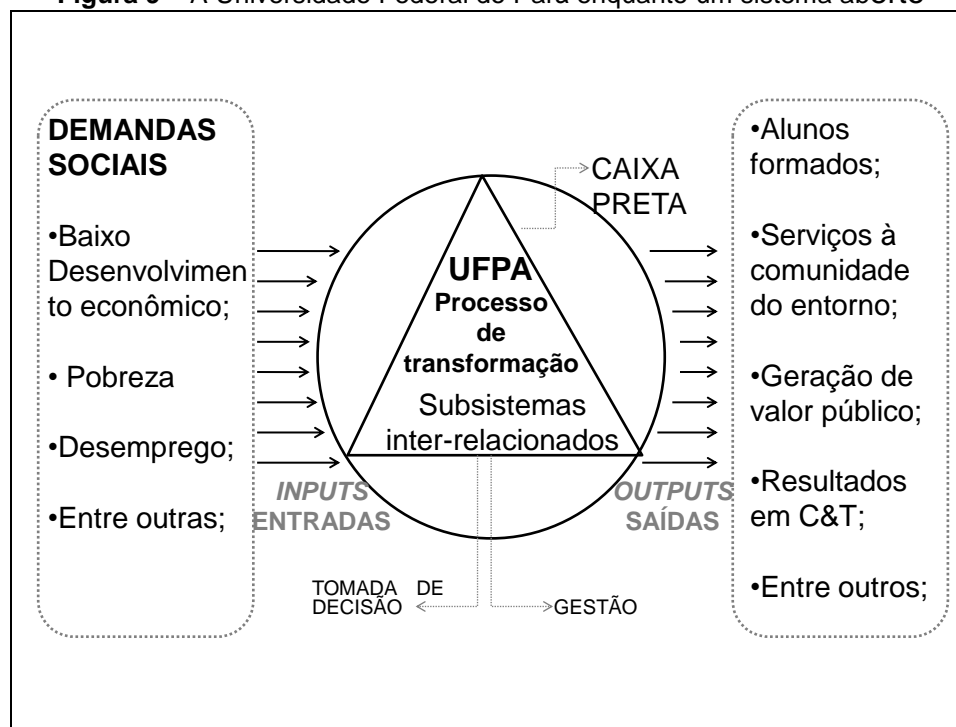 A Universidade Federal do Pará enquanto um sistema aberto
DEMANDAS
SOCIAIS
•Baixo
Desenvolvimen
to econômico;
• Pobreza
•Desemprego;
•Entre outras;
INPUTS
ENTRADAS
CAIXA
PRETA
UFPA
Processo
de
transformação
Subsistemas
inter-relacionados
TOMADA DE
DECISÃO
GESTÃO
OUTPUTS
SAÍDAS
•Alunos
formados;
•Serviços à
comunidade
do entorno;
•Geração de
valor público;
•Resultados
em C&T;
•Entre outros;